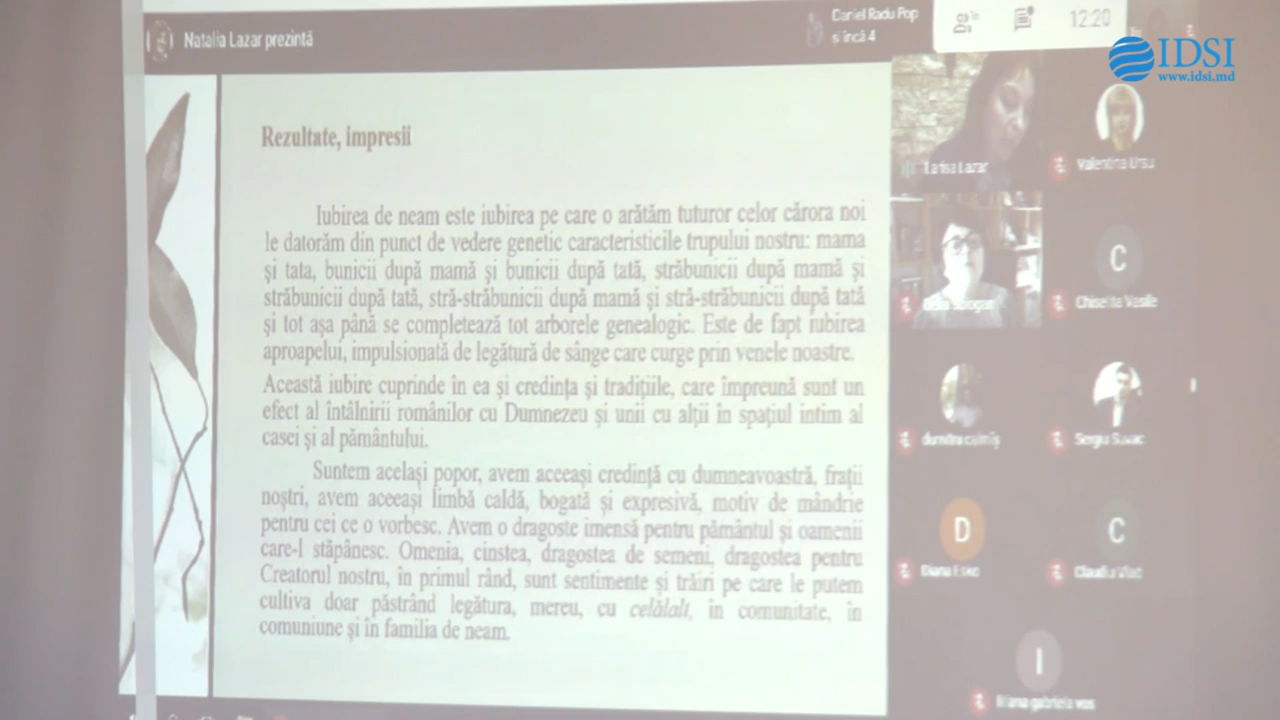 Natalia Lazar prezintă
Daniel Radu Pop
și încă 4
12:20
IDSI
www.idsi.md
Rezultate, impresii
Iubirea de neam este iubirea pe care o arătăm tuturor celor cărora noi
le datorăm din punct de vedere genetic caracteristicile trupului nostru: mama
și tata, bunicii după mamă și bunicii după tată, străbunicii după mamă și
străbunicii după tată, stră-străbunicii după mamă și stră-străbunicii după tată
și tot așa până se completează tot arborele genealogic. Este de fapt iubirea
aproapelui, impulsionată de legătură de sânge care curge prin venele noastre.
Această iubire cuprinde în ea și credința și tradițiile, care împreună sunt un
efect al întâlnirii românilor cu Dumnezeu și unii cu alții în spațiul intim al
casei și al pământului.
Suntem același popor, avem aceeași credință cu dumneavoastră, frații
noștri, avem aceeași limbă caldă, bogată și expresivă, motiv de mândrie
pentru cei ce o vorbesc. Avem o dragoste imensă pentru pământul și oamenii
care-l stăpânesc. Omenia, cinstea, dragostea de semeni, dragostea pentru
Creatorul nostru, în primul rând, sunt sentimente și trăiri pe care le putem
cultiva doar păstrând legătura, mereu, cu celălalt, în comunitate, în
comuniune și în familia de neam.
Larisa Lazar
Valentina Ursu
C
Chiselita Vasile
dumitru calmîș
Sergiu
D
Diana
C
Claudiu Vlad
I
gabriela